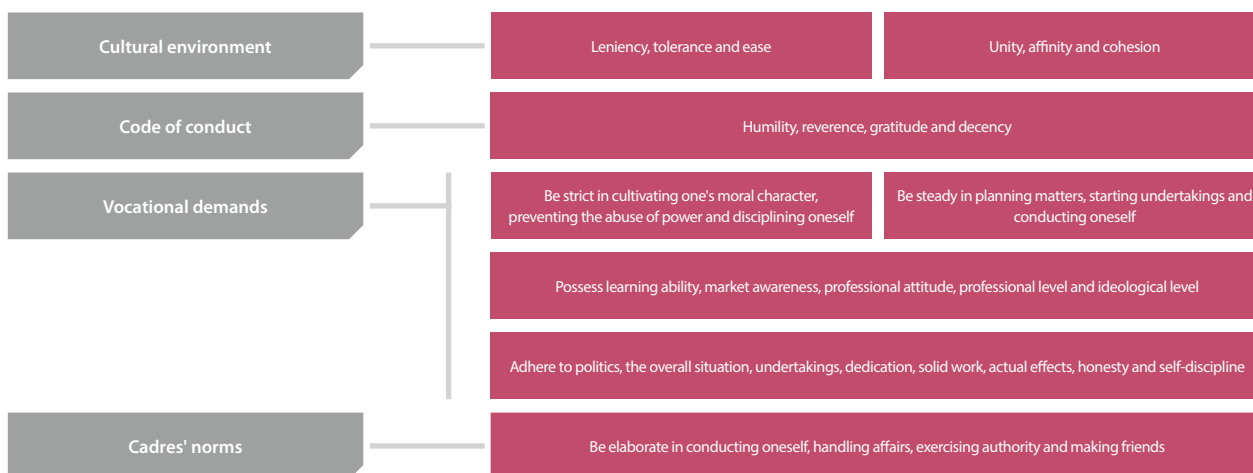 Cultural environment
Leniency, tolerance and ease
Unity, affinity and cohesion
Code of conduct
Humility, reverence, gratitude and decency
Vocational demands
Be strict in cultivating one's moral character,
preventing the abuse of power and disciplining oneself
Be steady in planning matters, starting undertakings and
conducting oneself
Possess learning ability, market awareness, professional attitude, professional level and ideological level
Adhere to politics, the overall situation, undertakings, dedication, solid work, actual effects, honesty and self-discipline
Cadres' norms
Be elaborate in conducting oneself, handling affairs, exercising authority and making friends